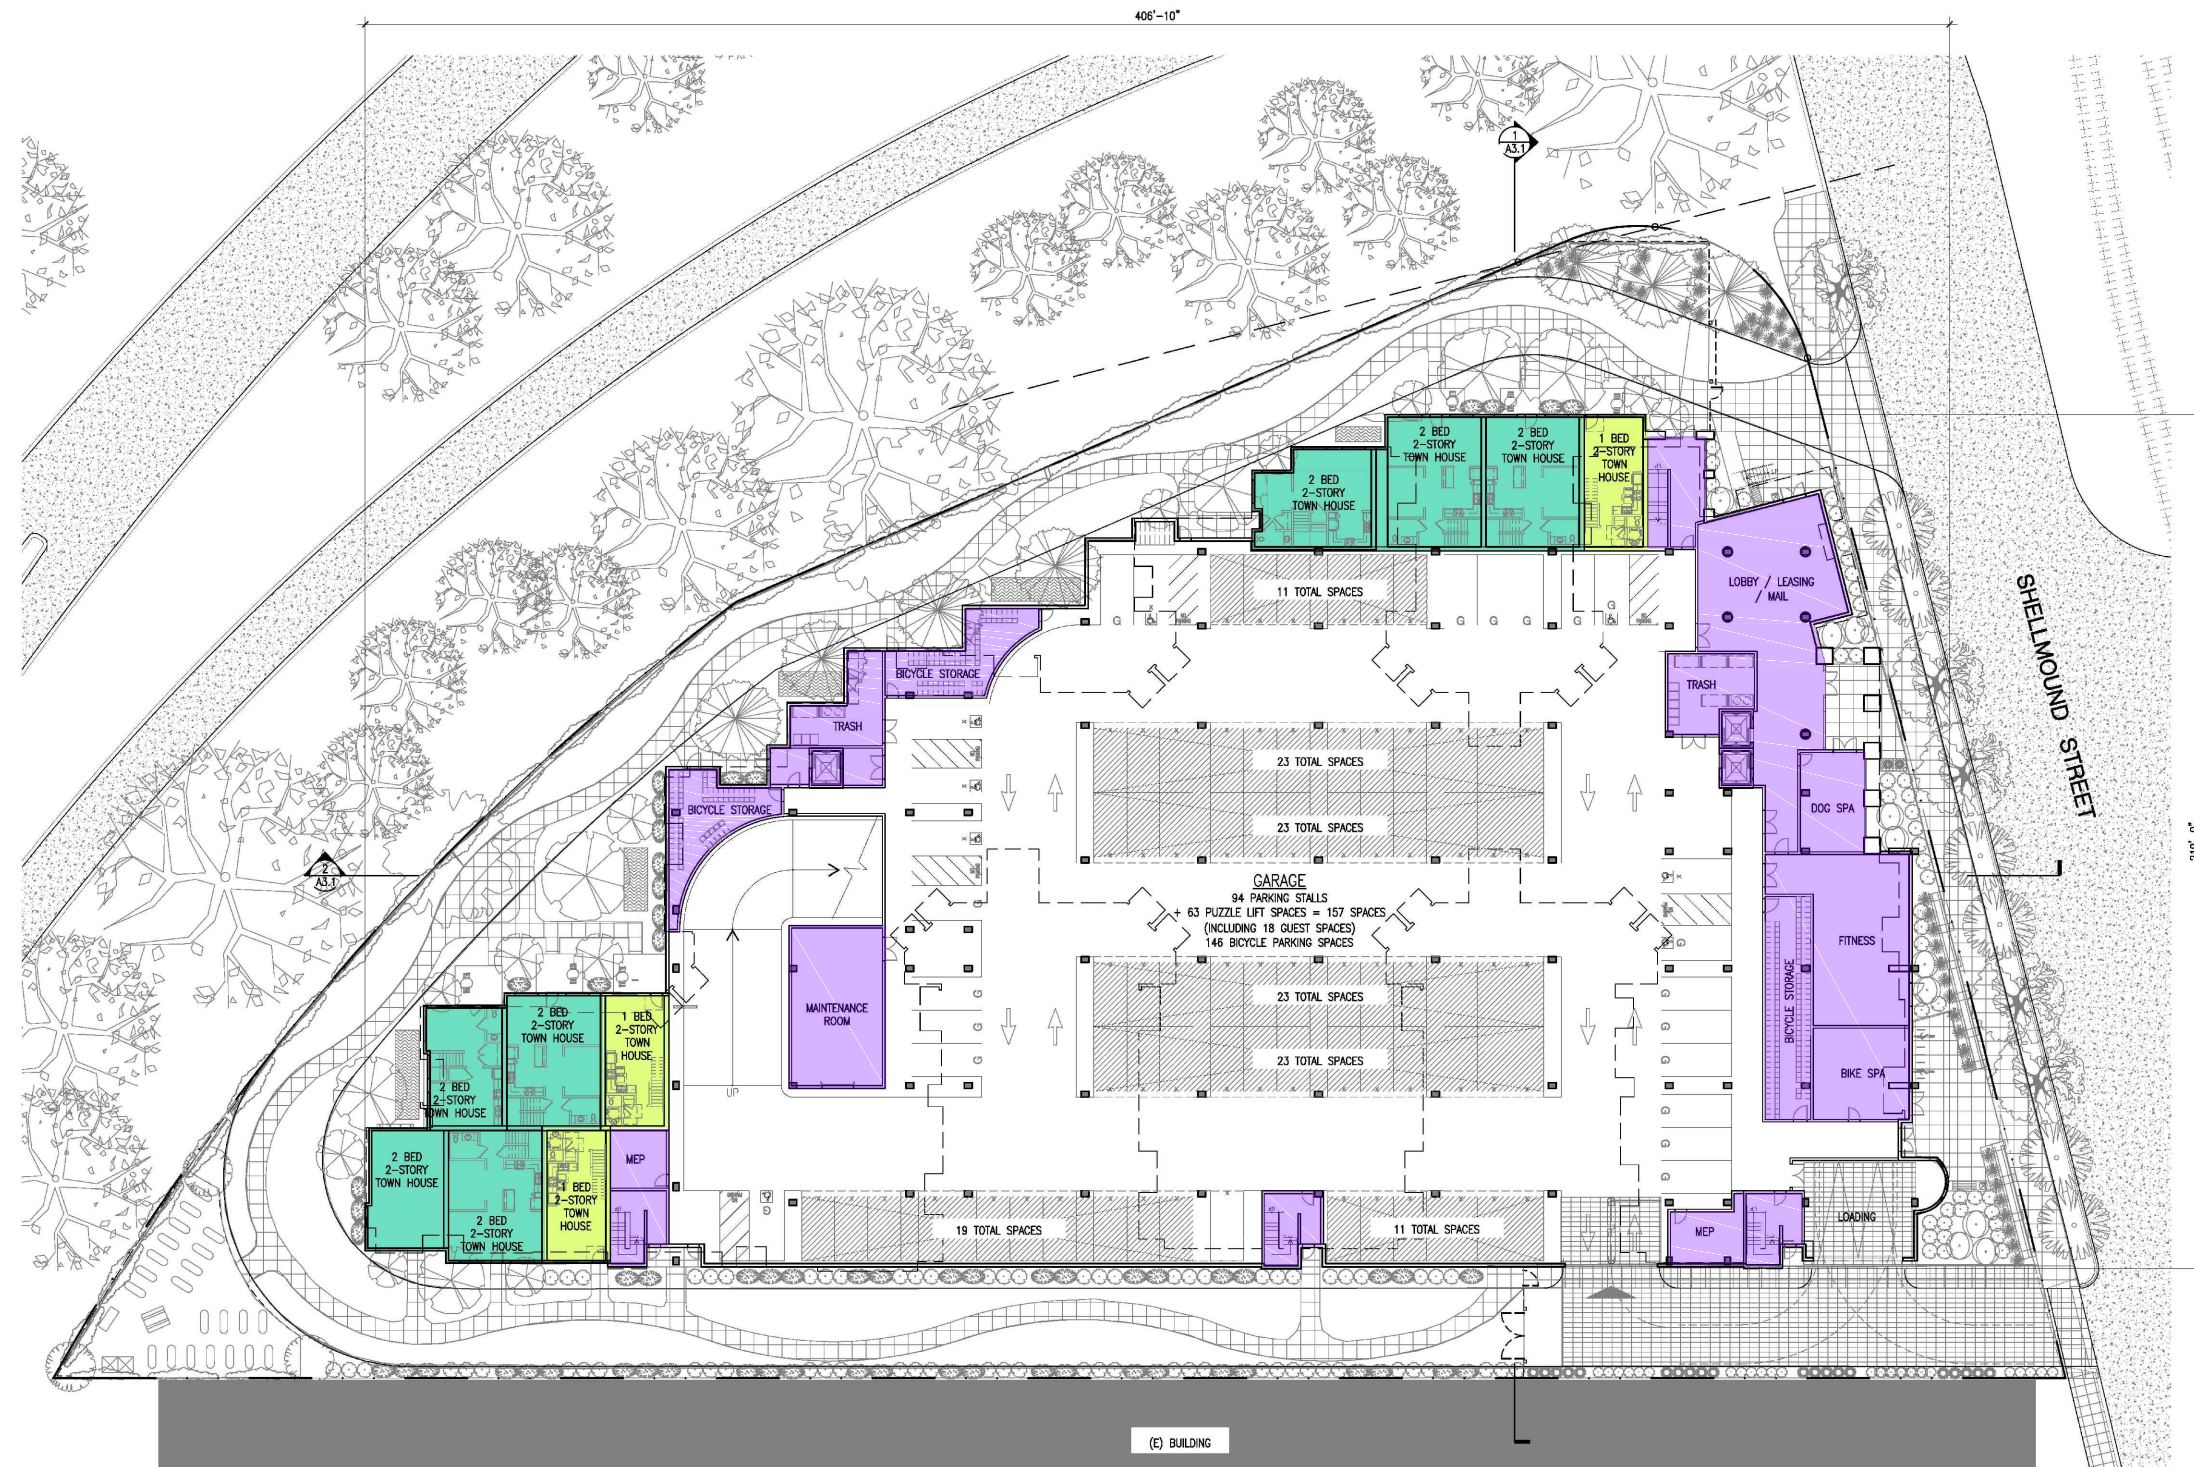 406'-10"
1
A3.1
2 BED
2-STORY
TOWN HOUSE
2 BED
2-STORY
TOWN HOUSE
1 BED
2-STORY
TOWN
HOUSE
2 BED
2-STORY
TOWN HOUSE
UP
11 TOTAL SPACES
G
G
G
G
G
G
LOBBY / LEASING
/ MAIL
SHELLMOUND STREET
BICYCLE STORAGE
TRASH
TRASH
23 TOTAL SPACES
BICYCLE STORAGE
DOG SPA
23 TOTAL SPACES
2
A3.1
GARAGE
94 PARKING STALLS
+ 63 PUZZLE LIFT SPACES = 157 SPACES
(INCLUDING 18 GUEST SPACES)
146 BICYCLE PARKING SPACES
G
G
FITNESS
BICYCLE STORAGE
MAINTENANCE
ROOM
23 TOTAL SPACES
G
G
G
G
G
G
G
G
G
23 TOTAL SPACES
BIKE SPA
UP
2 BED
2-STORY
TOWN HOUSE
1 BED
2-STORY
TOWN
HOUSE
2 BED
2-STORY
TOWN HOUSE
2 BED
2-STORY
TOWN HOUSE
MEP
1 BED
2-STORY
TOWN
HOUSE
2 BED
2-STORY
TOWN HOUSE
UP
G
19 TOTAL SPACES
UP
11 TOTAL SPACES
MEP
UP
LOADING
(E) BUILDING